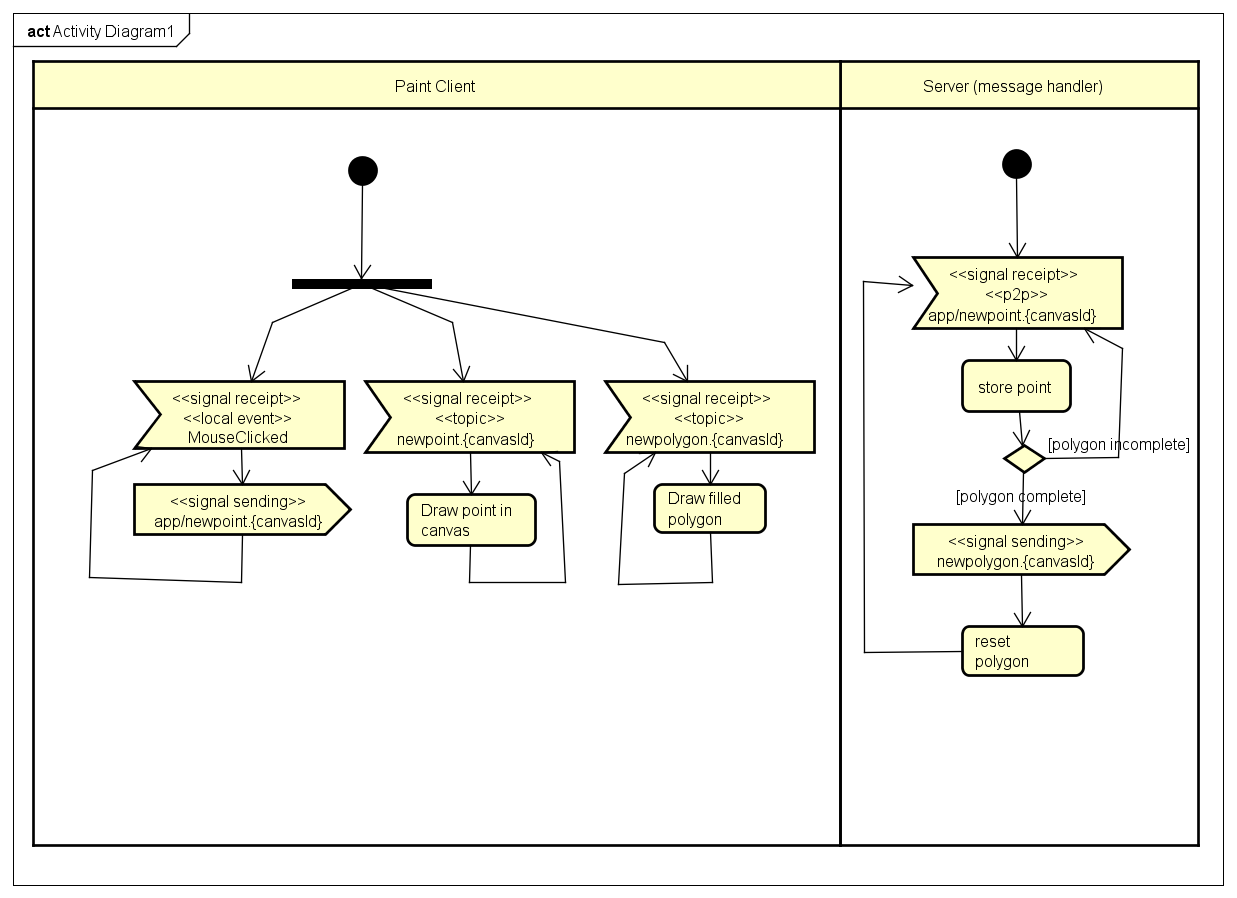 act Activity Diagram1
Paint Client
Server (message handler)
<<signal receipt>>
<<local event>>
MouseClicked
<<signal sending>>
app/newpoint.{canvasId}
<<signal receipt>>
<<topic>>
newpoint.{canvasId}
Draw point in
canvas
<<signal receipt>>
<<topic>>
newpolygon.{canvasId}
Draw filled
polygon
<<signal receipt>>
<<p2p>>
app/newpoint.{canvasId}
store point
[polygon incomplete]
[polygon complete]
<<signal sending>>
newpolygon.{canvasId}
reset
polygon